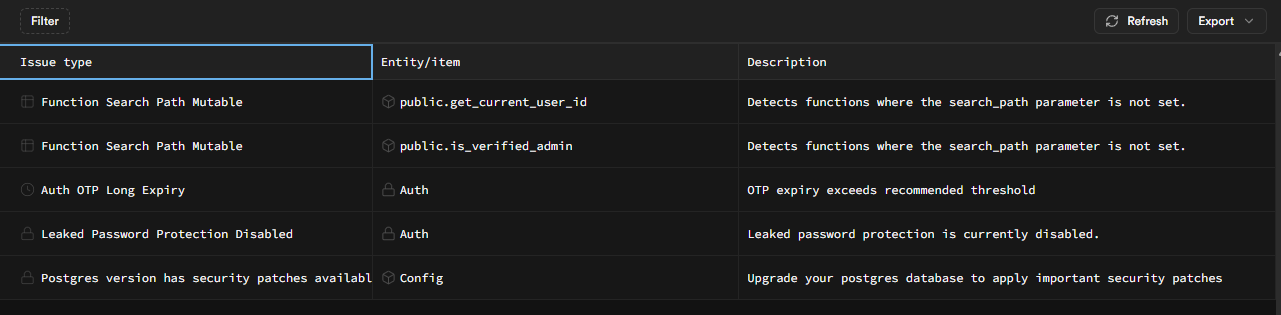 Filter
Refresh
Export
Issue type
Entity/item
Description
Function Search Path Mutable
public.get_current_user_id
Detects functions where the search_path parameter is not set.
Function Search Path Mutable
public.is_verified_admin
Detects functions where the search_path parameter is not set.
Auth OTP Long Expiry
Auth
OTP expiry exceeds recommended threshold
Leaked Password Protection Disabled
Auth
Leaked password protection is currently disabled.
Postgres version has security patches availabl
Config
Upgrade your postgres database to apply important security patches